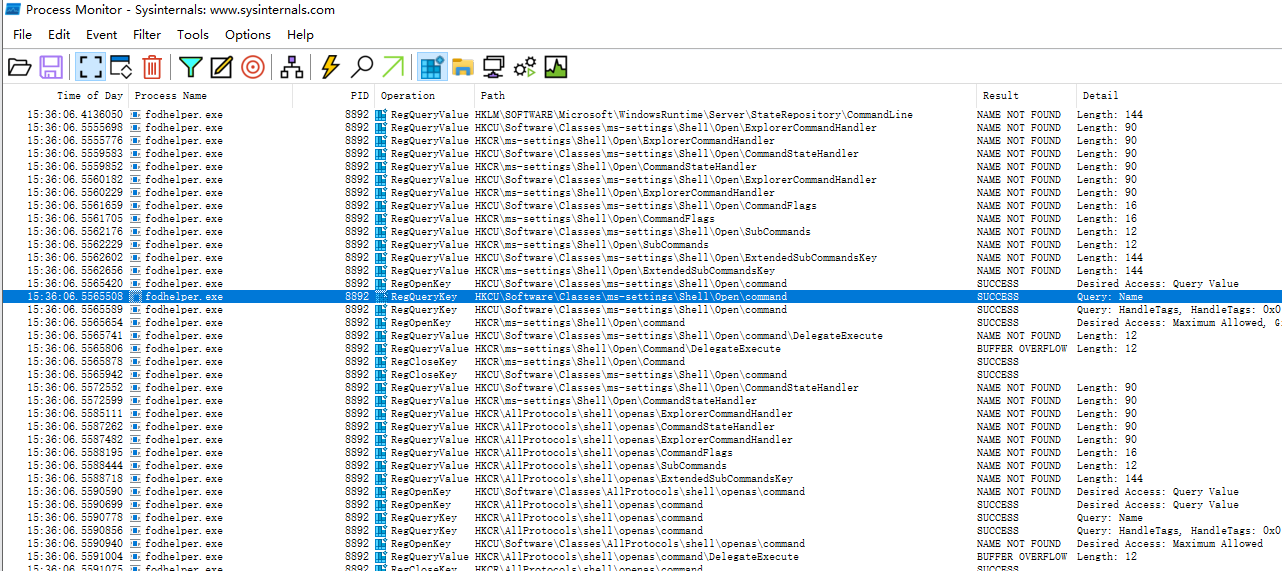 Process Monitor - Sysinternals: www.sysinternals.com
File Edit Event Filter Tools Options Help
Time of Day Process Name PID Operation Path Result Detail
15:36:06.4136050 fodhelper.exe 8892 RegQueryValue HKLM\SOFTWARE\Microsoft\WindowsRuntime\Server\StateRepository\CommandLine NAME NOT FOUND Length: 144
15:36:06.5555698 fodhelper.exe 8892 RegQueryValue HKCU\Software\Classes\ms-settings\Shell\Open\ExplorerCommandHandler NAME NOT FOUND Length: 90
15:36:06.5555776 fodhelper.exe 8892 RegQueryValue HKCR\ms-settings\Shell\Open\ExplorerCommandHandler NAME NOT FOUND Length: 90
15:36:06.5559583 fodhelper.exe 8892 RegQueryValue HKCU\Software\Classes\ms-settings\Shell\Open\CommandStateHandler NAME NOT FOUND Length: 90
15:36:06.5559852 fodhelper.exe 8892 RegQueryValue HKCR\ms-settings\Shell\Open\CommandStateHandler NAME NOT FOUND Length: 90
15:36:06.5560182 fodhelper.exe 8892 RegQueryValue HKCU\Software\Classes\ms-settings\Shell\Open\ExplorerCommandHandler NAME NOT FOUND Length: 90
15:36:06.5560229 fodhelper.exe 8892 RegQueryValue HKCR\ms-settings\Shell\Open\ExplorerCommandHandler NAME NOT FOUND Length: 90
15:36:06.5561659 fodhelper.exe 8892 RegQueryValue HKCU\Software\Classes\ms-settings\Shell\Open\CommandFlags NAME NOT FOUND Length: 16
15:36:06.5561705 fodhelper.exe 8892 RegQueryValue HKCR\ms-settings\Shell\Open\CommandFlags NAME NOT FOUND Length: 16
15:36:06.5562176 fodhelper.exe 8892 RegQueryValue HKCU\Software\Classes\ms-settings\Shell\Open\SubCommands NAME NOT FOUND Length: 12
15:36:06.5562229 fodhelper.exe 8892 RegQueryValue HKCR\ms-settings\Shell\Open\SubCommands NAME NOT FOUND Length: 12
15:36:06.5562602 fodhelper.exe 8892 RegQueryValue HKCU\Software\Classes\ms-settings\Shell\Open\ExtendedSubCommandsKey NAME NOT FOUND Length: 144
15:36:06.5562656 fodhelper.exe 8892 RegQueryValue HKCR\ms-settings\Shell\Open\ExtendedSubCommandsKey NAME NOT FOUND Length: 144
15:36:06.5565420 fodhelper.exe 8892 RegOpenKey HKCU\Software\Classes\ms-settings\Shell\Open\command SUCCESS Desired Access: Query Value
15:36:06.5565508 fodhelper.exe 8892 RegQueryKey HKCU\Software\Classes\ms-settings\Shell\Open\command SUCCESS Query: Name
15:36:06.5565589 fodhelper.exe 8892 RegQueryKey HKCU\Software\Classes\ms-settings\Shell\Open\command SUCCESS Query: HandleTags, HandleTags: 0x0
15:36:06.5565654 fodhelper.exe 8892 RegOpenKey HKCR\ms-settings\Shell\Open\command SUCCESS Desired Access: Maximum Allowed, G
15:36:06.5565741 fodhelper.exe 8892 RegQueryValue HKCU\Software\Classes\ms-settings\Shell\Open\command\DelegateExecute NAME NOT FOUND Length: 12
15:36:06.5565806 fodhelper.exe 8892 RegQueryValue HKCR\ms-settings\Shell\Open\Command\DelegateExecute BUFFER OVERFLOW Length: 12
15:36:06.5565878 fodhelper.exe 8892 RegCloseKey HKCR\ms-settings\Shell\Open\Command SUCCESS
15:36:06.5565942 fodhelper.exe 8892 RegCloseKey HKCU\Software\Classes\ms-settings\Shell\Open\command SUCCESS
15:36:06.5572552 fodhelper.exe 8892 RegQueryValue HKCU\Software\Classes\ms-settings\Shell\Open\CommandStateHandler NAME NOT FOUND Length: 90
15:36:06.5572599 fodhelper.exe 8892 RegQueryValue HKCR\ms-settings\Shell\Open\CommandStateHandler NAME NOT FOUND Length: 90
15:36:06.5585111 fodhelper.exe 8892 RegQueryValue HKCR\AllProtocols\shell\openas\ExplorerCommandHandler NAME NOT FOUND Length: 90
15:36:06.5587262 fodhelper.exe 8892 RegQueryValue HKCR\AllProtocols\shell\openas\CommandStateHandler NAME NOT FOUND Length: 90
15:36:06.5587482 fodhelper.exe 8892 RegQueryValue HKCR\AllProtocols\shell\openas\ExplorerCommandHandler NAME NOT FOUND Length: 90
15:36:06.5588195 fodhelper.exe 8892 RegQueryValue HKCR\AllProtocols\shell\openas\CommandFlags NAME NOT FOUND Length: 16
15:36:06.5588444 fodhelper.exe 8892 RegQueryValue HKCR\AllProtocols\shell\openas\SubCommands NAME NOT FOUND Length: 12
15:36:06.5588718 fodhelper.exe 8892 RegQueryValue HKCR\AllProtocols\shell\openas\ExtendedSubCommandsKey NAME NOT FOUND Length: 144
15:36:06.5590590 fodhelper.exe 8892 RegOpenKey HKCU\Software\Classes\AllProtocols\shell\openas\command NAME NOT FOUND Desired Access: Query Value
15:36:06.5590699 fodhelper.exe 8892 RegOpenKey HKCR\AllProtocols\shell\openas\command SUCCESS Desired Access: Query Value
15:36:06.5590778 fodhelper.exe 8892 RegQueryKey HKCR\AllProtocols\shell\openas\command SUCCESS Query: Name
15:36:06.5590856 fodhelper.exe 8892 RegQueryKey HKCR\AllProtocols\shell\openas\command SUCCESS Query: HandleTags, HandleTags: 0x0
15:36:06.5590940 fodhelper.exe 8892 RegOpenKey HKCU\Software\Classes\AllProtocols\shell\openas\command NAME NOT FOUND Desired Access: Maximum Allowed
15:36:06.5591004 fodhelper.exe 8892 RegQueryValue HKCR\AllProtocols\shell\openas\command\DelegateExecute BUFFER OVERFLOW Length: 12
15:36:06.5591075 fodhelper.exe 8892 RegCloseKey HKCR\AllProtocols\shell\openas\command SUCCESS